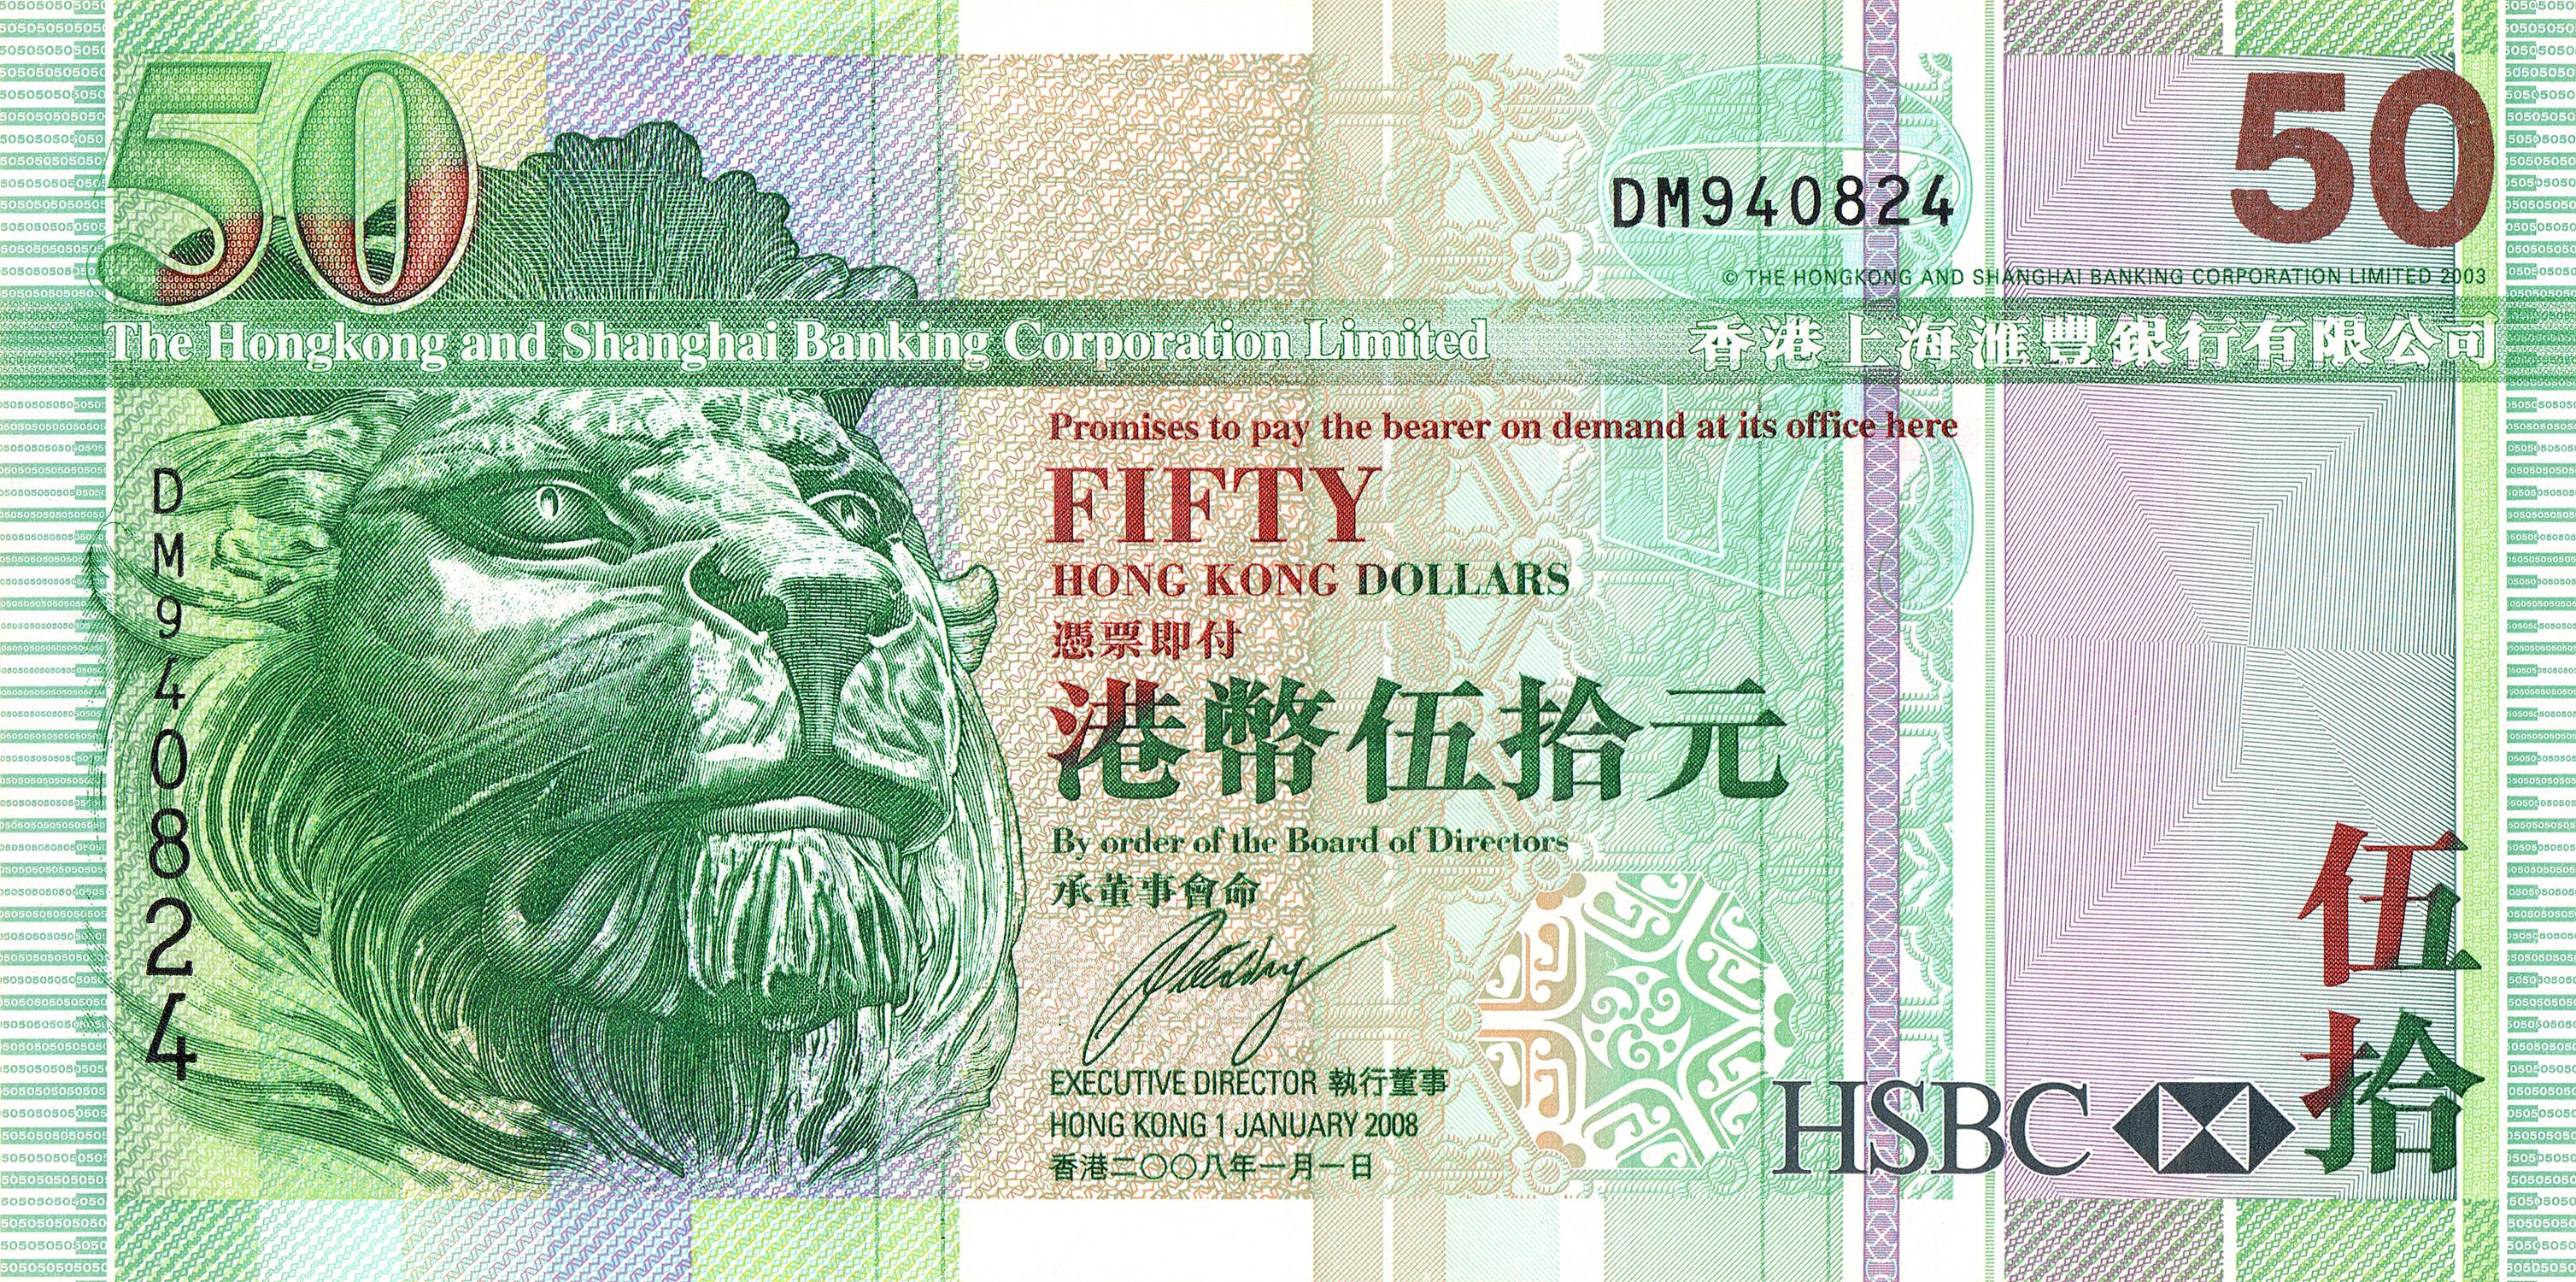 50
50
DM940824
© THE HONGKONG AND SHANGHAI BANKING CORPORATION LIMITED 2003
The Hongkong and Shanghai Banking Corporation Limited
香港上海滙豐銀行有限公司
Promises to pay the bearer on demand at its office here
FIFTY
HONG KONG DOLLARS
憑票即付
港幣伍拾元
By order of the Board of Directors
承董事會命
EXECUTIVE DIRECTOR 執行董事
HONG KONG 1 JANUARY 2008
香港二〇〇八年一月一日
DM940824
伍拾
HSBC